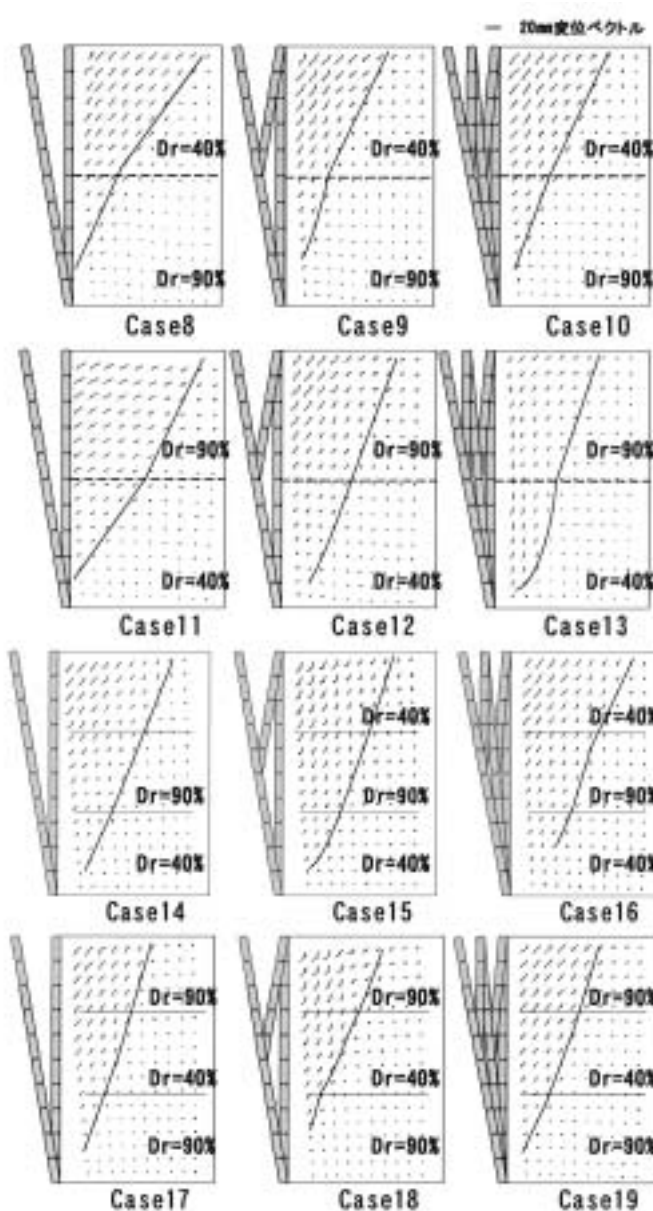 20mm変位ベクトル
Dr=40% Dr=40% Dr=40%
Dr=90% Dr=90% Dr=90%
Case8 Case9 Case10
Dr=90% Dr=90% Dr=90%
Dr=40% Dr=40% Dr=40%
Case11 Case12 Case13
Dr=40% Dr=40%
Dr=90% Dr=90% Dr=90%
Dr=40% Dr=40% Dr=40%
Case14 Case15 Case16
Dr=90% Dr=90% Dr=90%
Dr=40% Dr=40% Dr=40%
Dr=90% Dr=90% Dr=90%
Case17 Case18 Case19